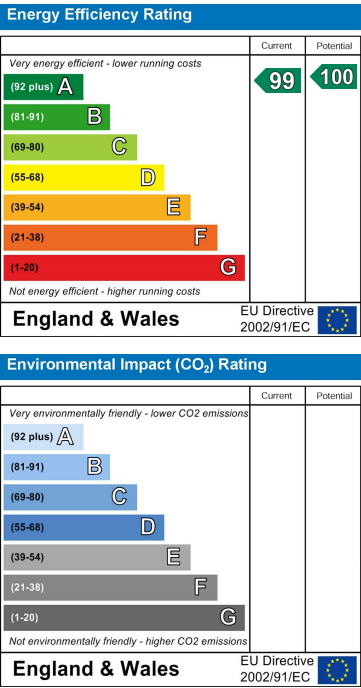 Energy Efficiency Rating
Current Potential
Very energy efficient - lower running costs
(92 plus) A
99 100
(81-91) B
(69-80) C
(55-68) D
(39-54) E
(21-38) F
(1-20) G
Not energy efficient - higher running costs
England & Wales
EU Directive
2002/91/EC
Environmental Impact (CO₂) Rating
Current Potential
Very environmentally friendly - lower CO2 emissions
(92 plus) A
(81-91) B
(69-80) C
(55-68) D
(39-54) E
(21-38) F
(1-20) G
Not environmentally friendly - higher CO2 emissions
England & Wales
EU Directive
2002/91/EC